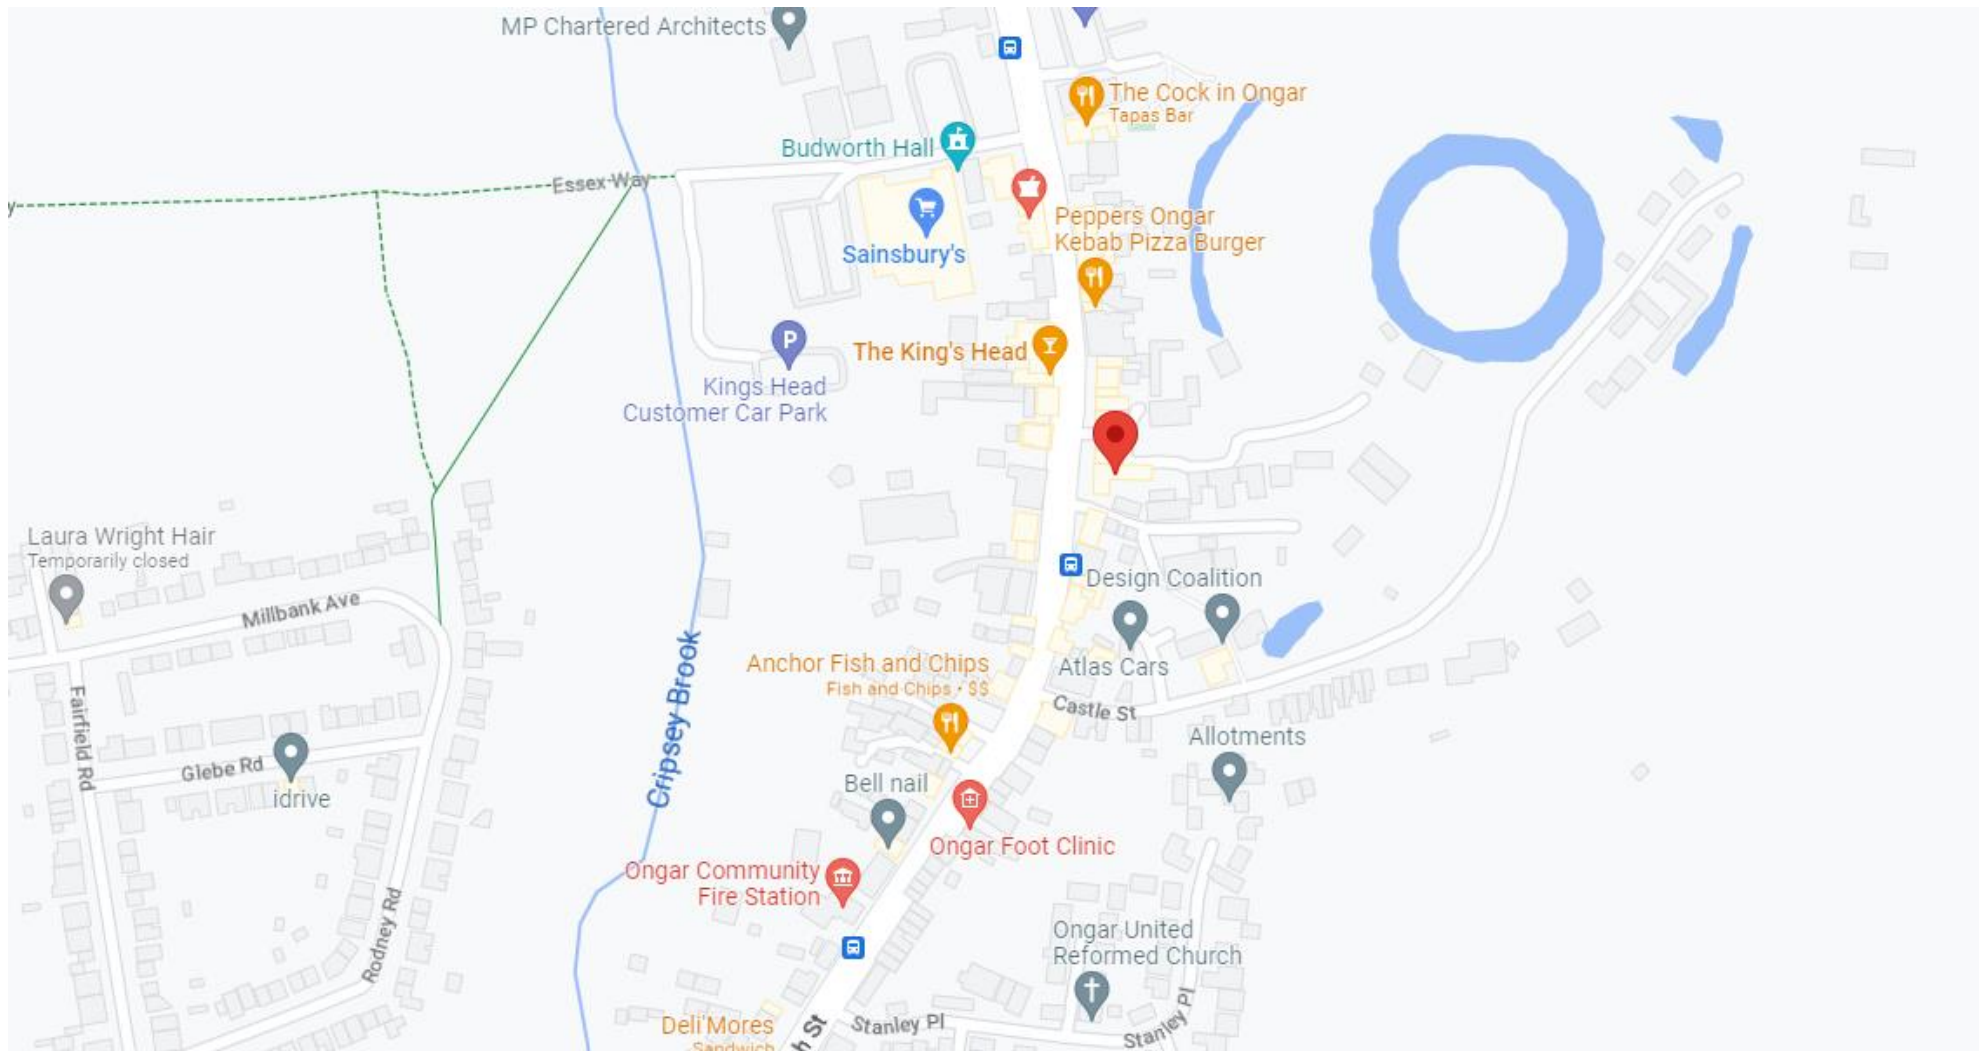 MP Chartered Architects
The Cock in Ongar
Tapas Bar
Budworth Hall
Essex Way
Peppers Ongar
Kebab Pizza Burger
Sainsbury's
P
The King's Head
Kings Head
Customer Car Park
Laura Wright Hair
Temporarily closed
Millbank Ave
Design Coalition
Atlas Cars
Anchor Fish and Chips
Fish and Chips · $$
Cripsey Brook
Castle St
Fairfield Rd
Allotments
Glebe Rd
idrive
Bell nail
Ongar Foot Clinic
Ongar Community
Fire Station
Rodney Rd
Ongar United
Reformed Church
Deli'Mores
Sandwich
h St
Stanley Pl
Stanley Pl